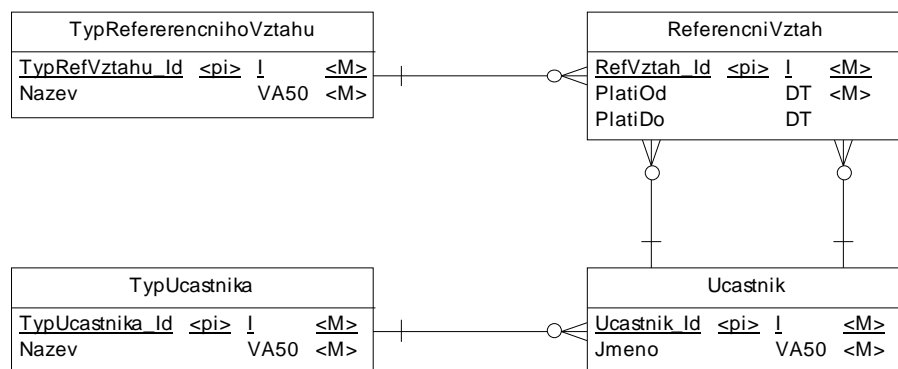 TypRefererencnihoVztahu
TypRefVztahu_Id <pi> I <M>
Nazev VA50 <M>
ReferencniVztah
RefVztah_Id <pi> I <M>
PlatiOd DT <M>
PlatiDo DT
TypUcastnika
TypUcastnika_Id <pi> I <M>
Nazev VA50 <M>
Ucastnik
Ucastnik_Id <pi> I <M>
Jmeno VA50 <M>